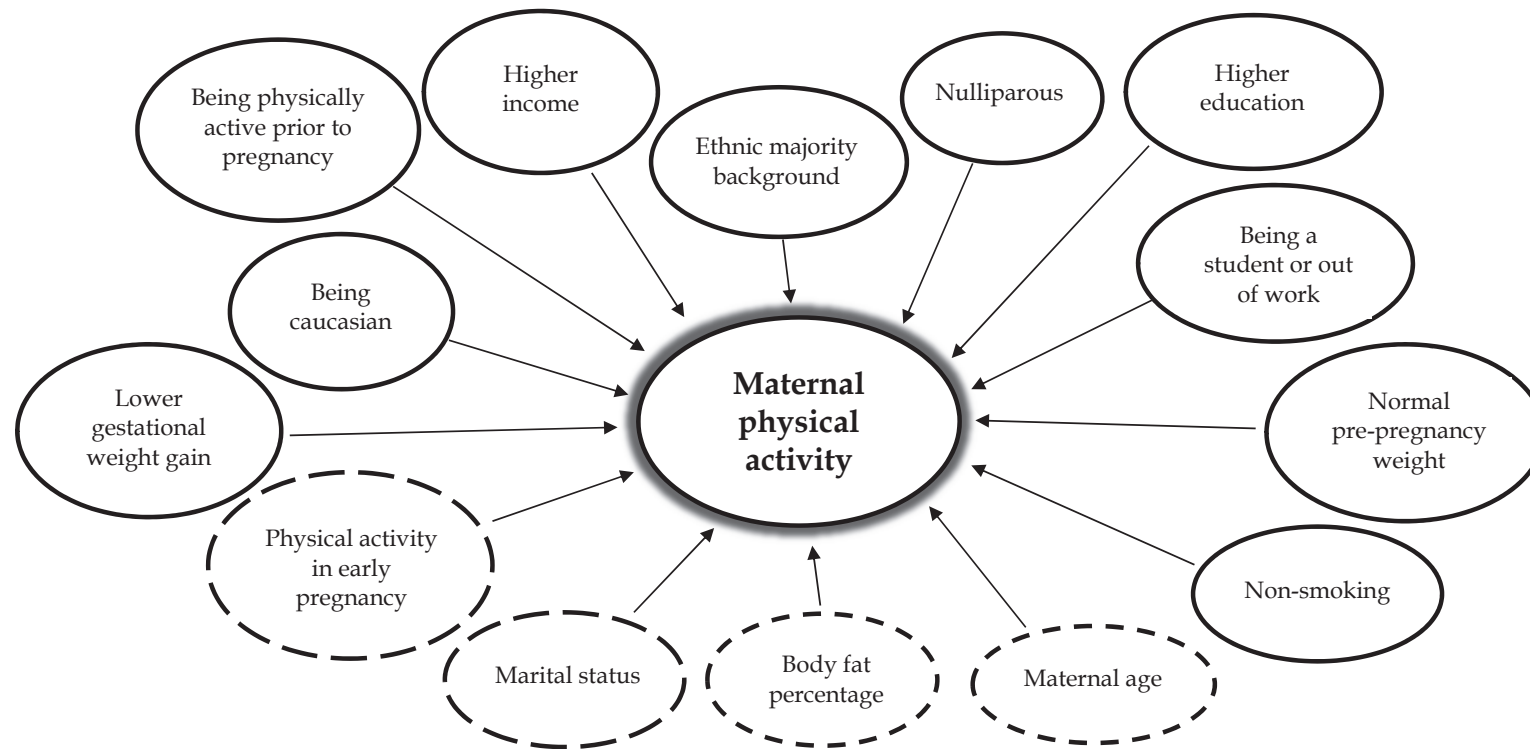 Being physically
active prior to
pregnancy
Higher
income
Ethnic majority
background
Nulliparous
Higher
education
Being a
student or out
of work
Being
caucasian
Lower
gestational
weight gain
Maternal
physical
activity
Normal
pre-pregnancy
weight
Physical activity
in early
pregnancy
Marital status
Body fat
percentage
Maternal age
Non-smoking